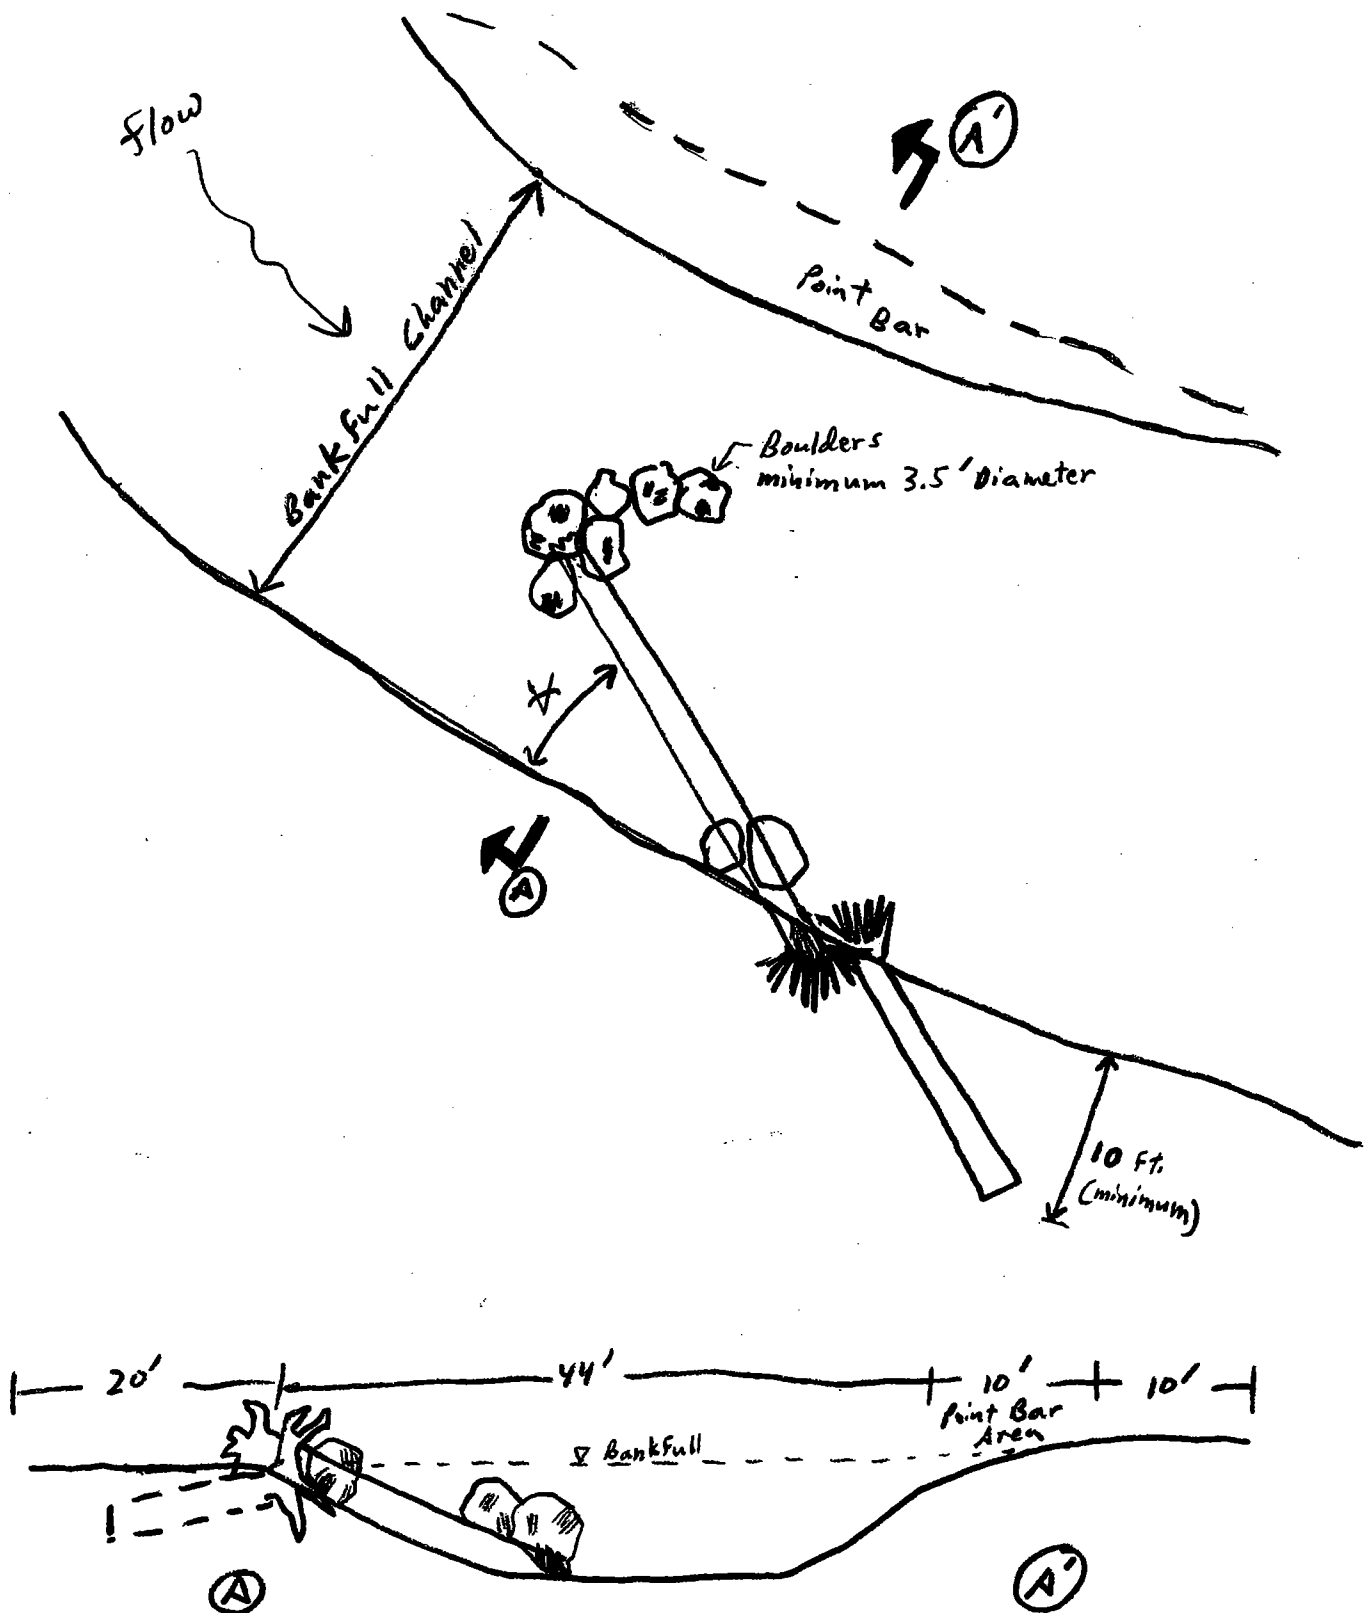 flow
A'
Bankfull Channel
Point
Bar
Boulders
minimum 3.5' Diameter
A
10 Ft.
(minimum)
20'
44'
10'
10'
Point Bar
Area
Bankfull
A
A'